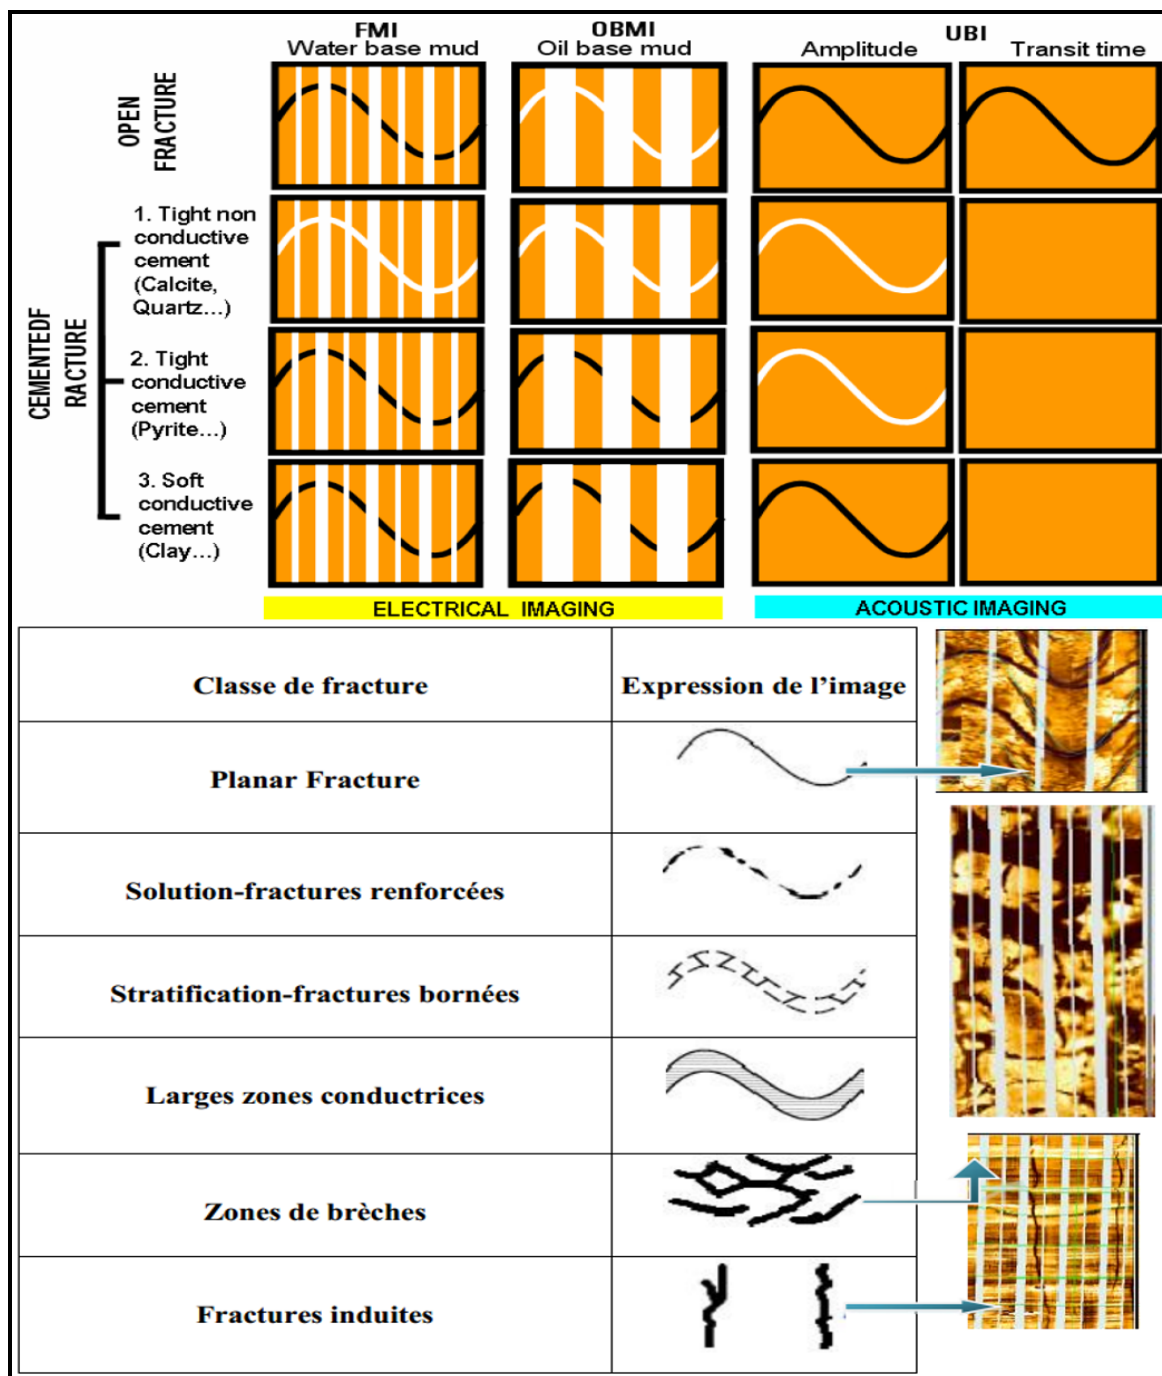 FMI
Water base mud
OBMI
Oil base mud
UBI
Amplitude
Transit time
OPEN
FRACTURE
CEMENTEDF
RACTURE
1. Tight non
conductive
cement
(Calcite,
Quartz...)
2. Tight
conductive
cement
(Pyrite...)
3. Soft
conductive
cement
(Clay...)
ELECTRICAL IMAGING
ACOUSTIC IMAGING
Classe de fracture
Expression de l’image
Planar Fracture
Solution-fractures renforcées
Stratification-fractures bornées
Larges zones conductrices
Zones de brèches
Fractures induites